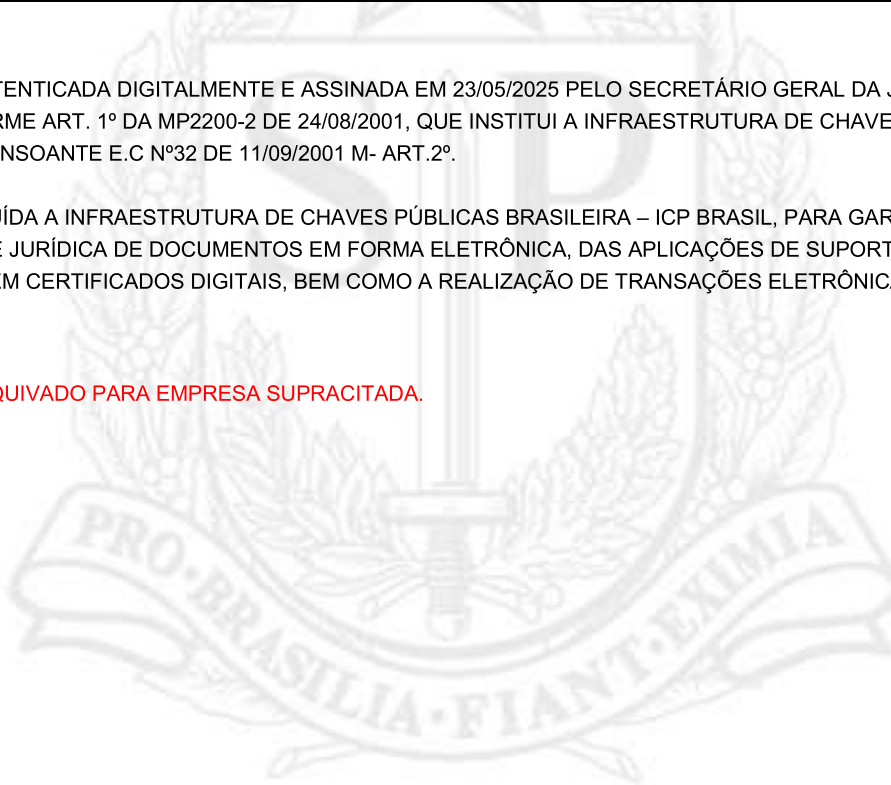 TENTICADA DIGITALMENTE E ASSINADA EM 23/05/2025 PELO SECRETÁRIO GERAL DA J
RME ART. 1º DA MP2200-2 DE 24/08/2001, QUE INSTITUI A INFRAESTRUTURA DE CHAVE
NSOANTE E.C Nº32 DE 11/09/2001 M- ART.2º.
ÍDA A INFRAESTRUTURA DE CHAVES PÚBLICAS BRASILEIRA – ICP BRASIL, PARA GAR
E JURÍDICA DE DOCUMENTOS EM FORMA ELETRÔNICA, DAS APLICAÇÕES DE SUPORT
EM CERTIFICADOS DIGITAIS, BEM COMO A REALIZAÇÃO DE TRANSAÇÕES ELETRÔNICA
QUIVADO PARA EMPRESA SUPRACITADA.
SP
PRO·BRASILIA·FIANT·EXIMIA